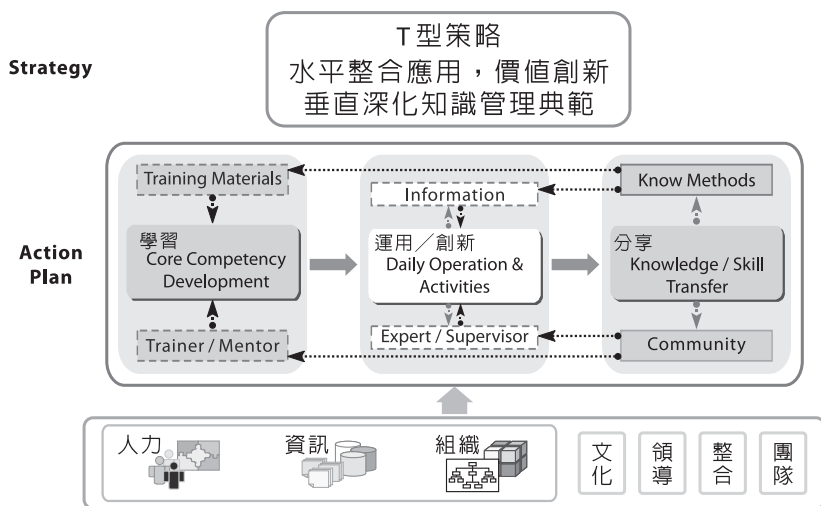 Strategy
T型策略
水平整合應用，價值創新
垂直深化知識管理典範
Action
Plan
Training Materials
學習
Core Competency
Development
Trainer / Mentor
Information
運用／創新
Daily Operation &
Activities
Expert / Supervisor
Know Methods
分享
Knowledge / Skill
Transfer
Community
人力
資訊
組織
文化
領導
整合
團隊